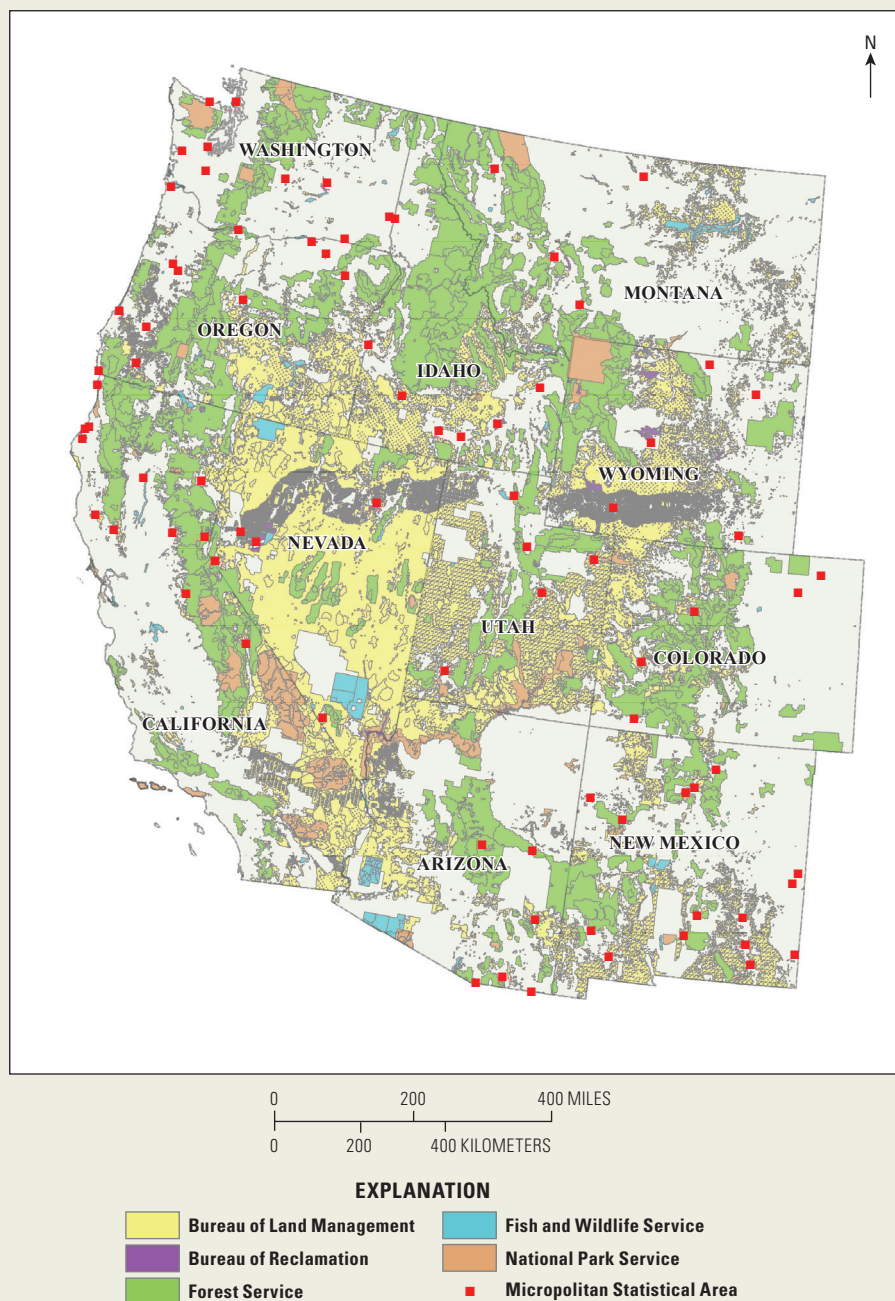 N
WASHINGTON
MONTANA
OREGON
IDAHO
WYOMING
NEVADA
UTAH
COLORADO
CALIFORNIA
NEW MEXICO
ARIZONA
0 200 400 MILES
0 200 400 KILOMETERS
EXPLANATION
Bureau of Land Management
Fish and Wildlife Service
Bureau of Reclamation
National Park Service
Forest Service
Micropolitan Statistical Area